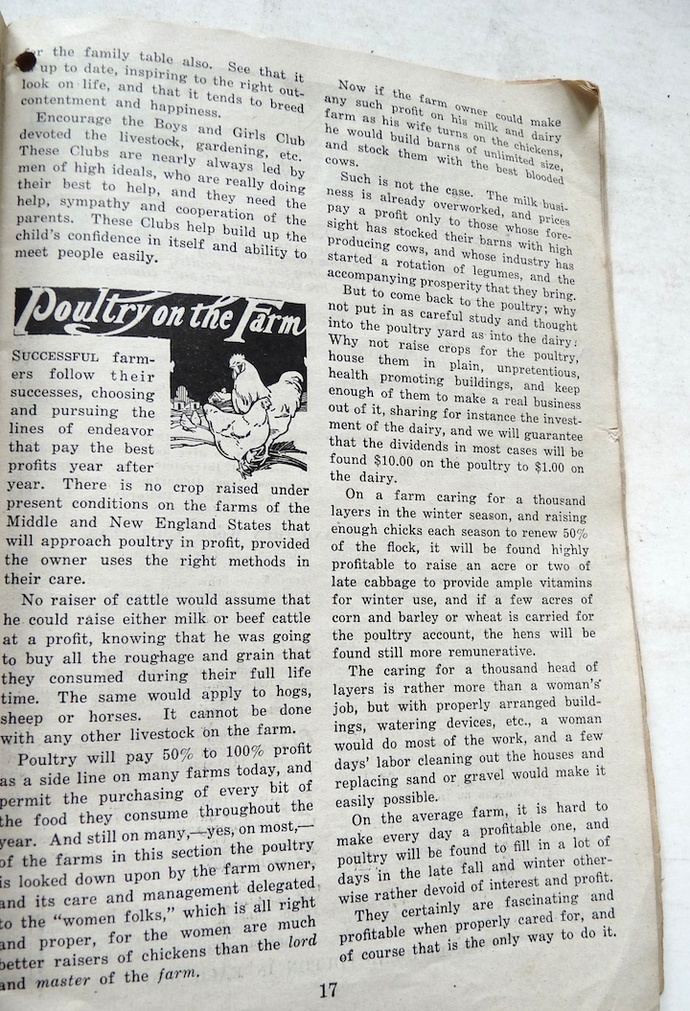 for the family table also. See that it
is up to date, inspiring to the right out-
look on life, and that it tends to breed
contentment and happiness.
Encourage the Boys and Girls Club
devoted the livestock, gardening, etc.
These Clubs are nearly always led by
men of high ideals, who are really doing
their best to help, and they need the
help, sympathy and cooperation of the
parents. These Clubs help build up the
child's confidence in itself and ability to
meet people easily.
Poultry on the Farm
SUCCESSFUL farm-
ers follow their
successes, choosing
and pursuing the
lines of endeavor
that pay the best
profits year after
year. There is no crop raised under
present conditions on the farms of the
Middle and New England States that
will approach poultry in profit, provided
the owner uses the right methods in
their care.
No raiser of cattle would assume that
he could raise either milk or beef cattle
at a profit, knowing that he was going
to buy all the roughage and grain that
they consumed during their full life
time. The same would apply to hogs,
sheep or horses. It cannot be done
with any other livestock on the farm.
Poultry will pay 50% to 100% profit
as a side line on many farms today, and
permit the purchasing of every bit of
the food they consume throughout the
year. And still on many,—yes, on most,—
of the farms in this section the poultry
is looked down upon by the farm owner,
and its care and management delegated
to the "women folks," which is all right
and proper, for the women are much
better raisers of chickens than the lord
and master of the farm.
Now if the farm owner could make
any such profit on his milk and dairy
farm as his wife turns on the chickens,
he would build barns of unlimited size,
and stock them with the best blooded
cows.
Such is not the case. The milk busi-
ness is already overworked, and prices
pay a profit only to those whose fore-
sight has stocked their barns with high
producing cows, and whose industry has
started a rotation of legumes, and the
accompanying prosperity that they bring.
But to come back to the poultry; why
not put in as careful study and thought
into the poultry yard as into the dairy?
Why not raise crops for the poultry,
house them in plain, unpretentious,
health promoting buildings, and keep
enough of them to make a real business
out of it, sharing for instance the invest-
ment of the dairy, and we will guarantee
that the dividends in most cases will be
found $10.00 on the poultry to $1.00 on
the dairy.
On a farm caring for a thousand
layers in the winter season, and raising
enough chicks each season to renew 50%
of the flock, it will be found highly
profitable to raise an acre or two of
late cabbage to provide ample vitamins
for winter use, and if a few acres of
corn and barley or wheat is carried for
the poultry account, the hens will be
found still more remunerative.
The caring for a thousand head of
layers is rather more than a woman's
job, but with properly arranged build-
ings, watering devices, etc., a woman
would do most of the work, and a few
days' labor cleaning out the houses and
replacing sand or gravel would make it
easily possible.
On the average farm, it is hard to
make every day a profitable one, and
poultry will be found to fill in a lot of
days in the late fall and winter other-
wise rather devoid of interest and profit.
They certainly are fascinating and
profitable when properly cared for, and
of course that is the only way to do it.
17